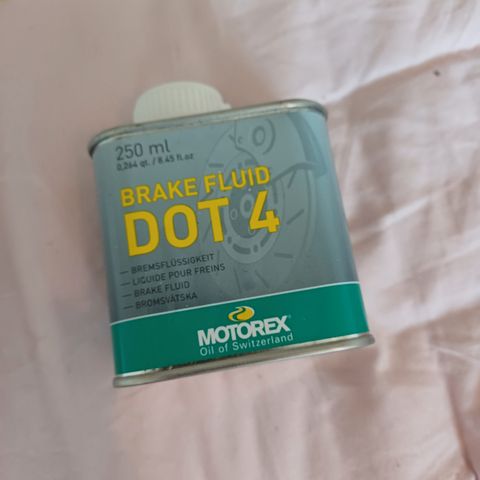 250 ml
0,264 qt. / 8.45 fl.oz
BRAKE FLUID
DOT 4
— BREMSFLÜSSIGKEIT
— LIQUIDE POUR FREINS
— BRAKE FLUID
— BROMSVÄTSKA
MOTOREX
Oil of Switzerland